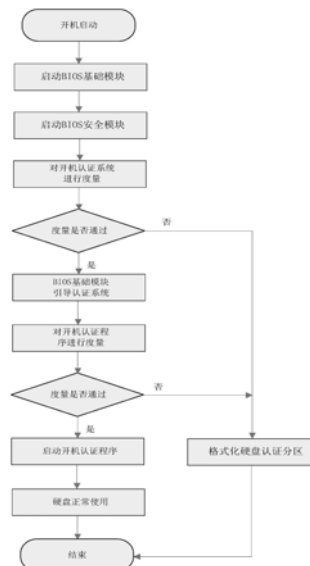 开机启动
启动BIOS基础模块
启动BIOS安全模块
对开机认证系统
进行度量
否
度量是否通过
是
BIOS基础模块
引导认证系统
对开机认证程
序进行度量
度量是否通过
否
是
启动开机认证程序
格式化硬盘认证分区
硬盘正常使用
结束